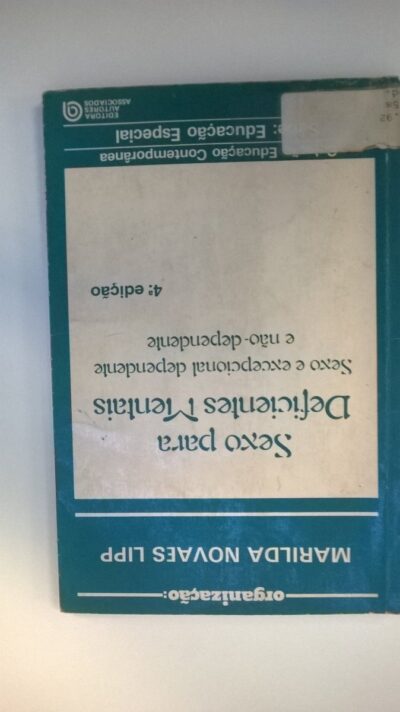 organização:
MARILDA NOVAES LIPP
Sexo para
Deficientes Mentais
Sexo e excepcional dependente
e não-dependente
4ª edição
Educação Contemporânea
: Educação Especial
EDITORA
AUTORES
ASSOCIADOS
92